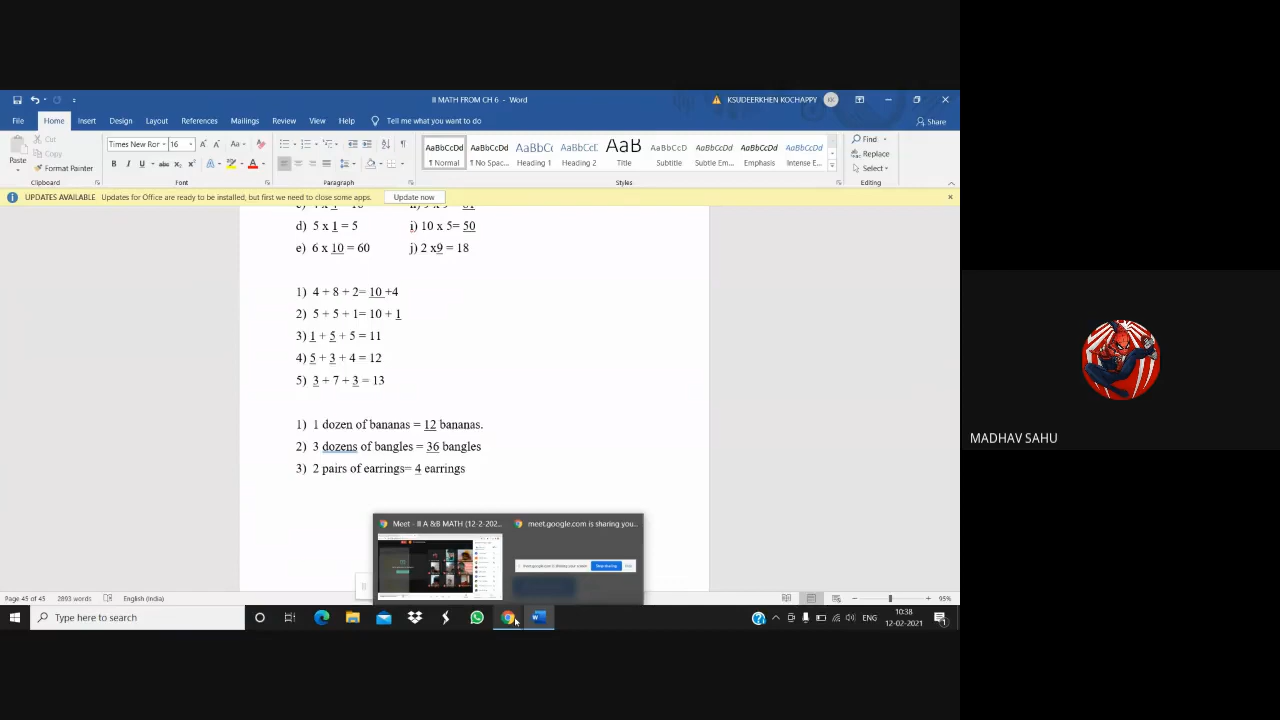 II MATH FROM CH 6 - Word
KSUDEERKHEN KOCHAPPY
KK
File Home Insert Design Layout References Mailings Review View Help Tell me what you want to do
Share
Cut
Copy
Format Painter
Paste
Times New Ror 16
Clipboard
Font
Paragraph
AaBbCcDd AaBbCcDd AaBbCc AaBbCcE AaB AaBbCcD AaBbCcDd AaBbCcDd AaBbCcDd
¶ Normal ¶ No Spac... Heading 1 Heading 2 Title Subtitle Subtle Em... Emphasis Intense E...
Styles
Find
Replace
Select
Editing
UPDATES AVAILABLE Updates for Office are ready to be installed, but first we need to close some apps. Update now
d) 5 x 1 = 5 i) 10 x 5= 50
e) 6 x 10 = 60 j) 2 x9 = 18
1) 4 + 8 + 2= 10 +4
2) 5 + 5 + 1= 10 + 1
3) 1 + 5 + 5 = 11
4) 5 + 3 + 4 = 12
5) 3 + 7 + 3 = 13
1) 1 dozen of bananas = 12 bananas.
2) 3 dozens of bangles = 36 bangles
3) 2 pairs of earrings= 4 earrings
Meet - II A &B MATH (12-2-202...
meet.google.com is sharing you...
Stop sharing
Page 45 of 45 2893 words English (India)
95%
Type here to search
ENG
10:38
12-02-2021
MADHAV SAHU